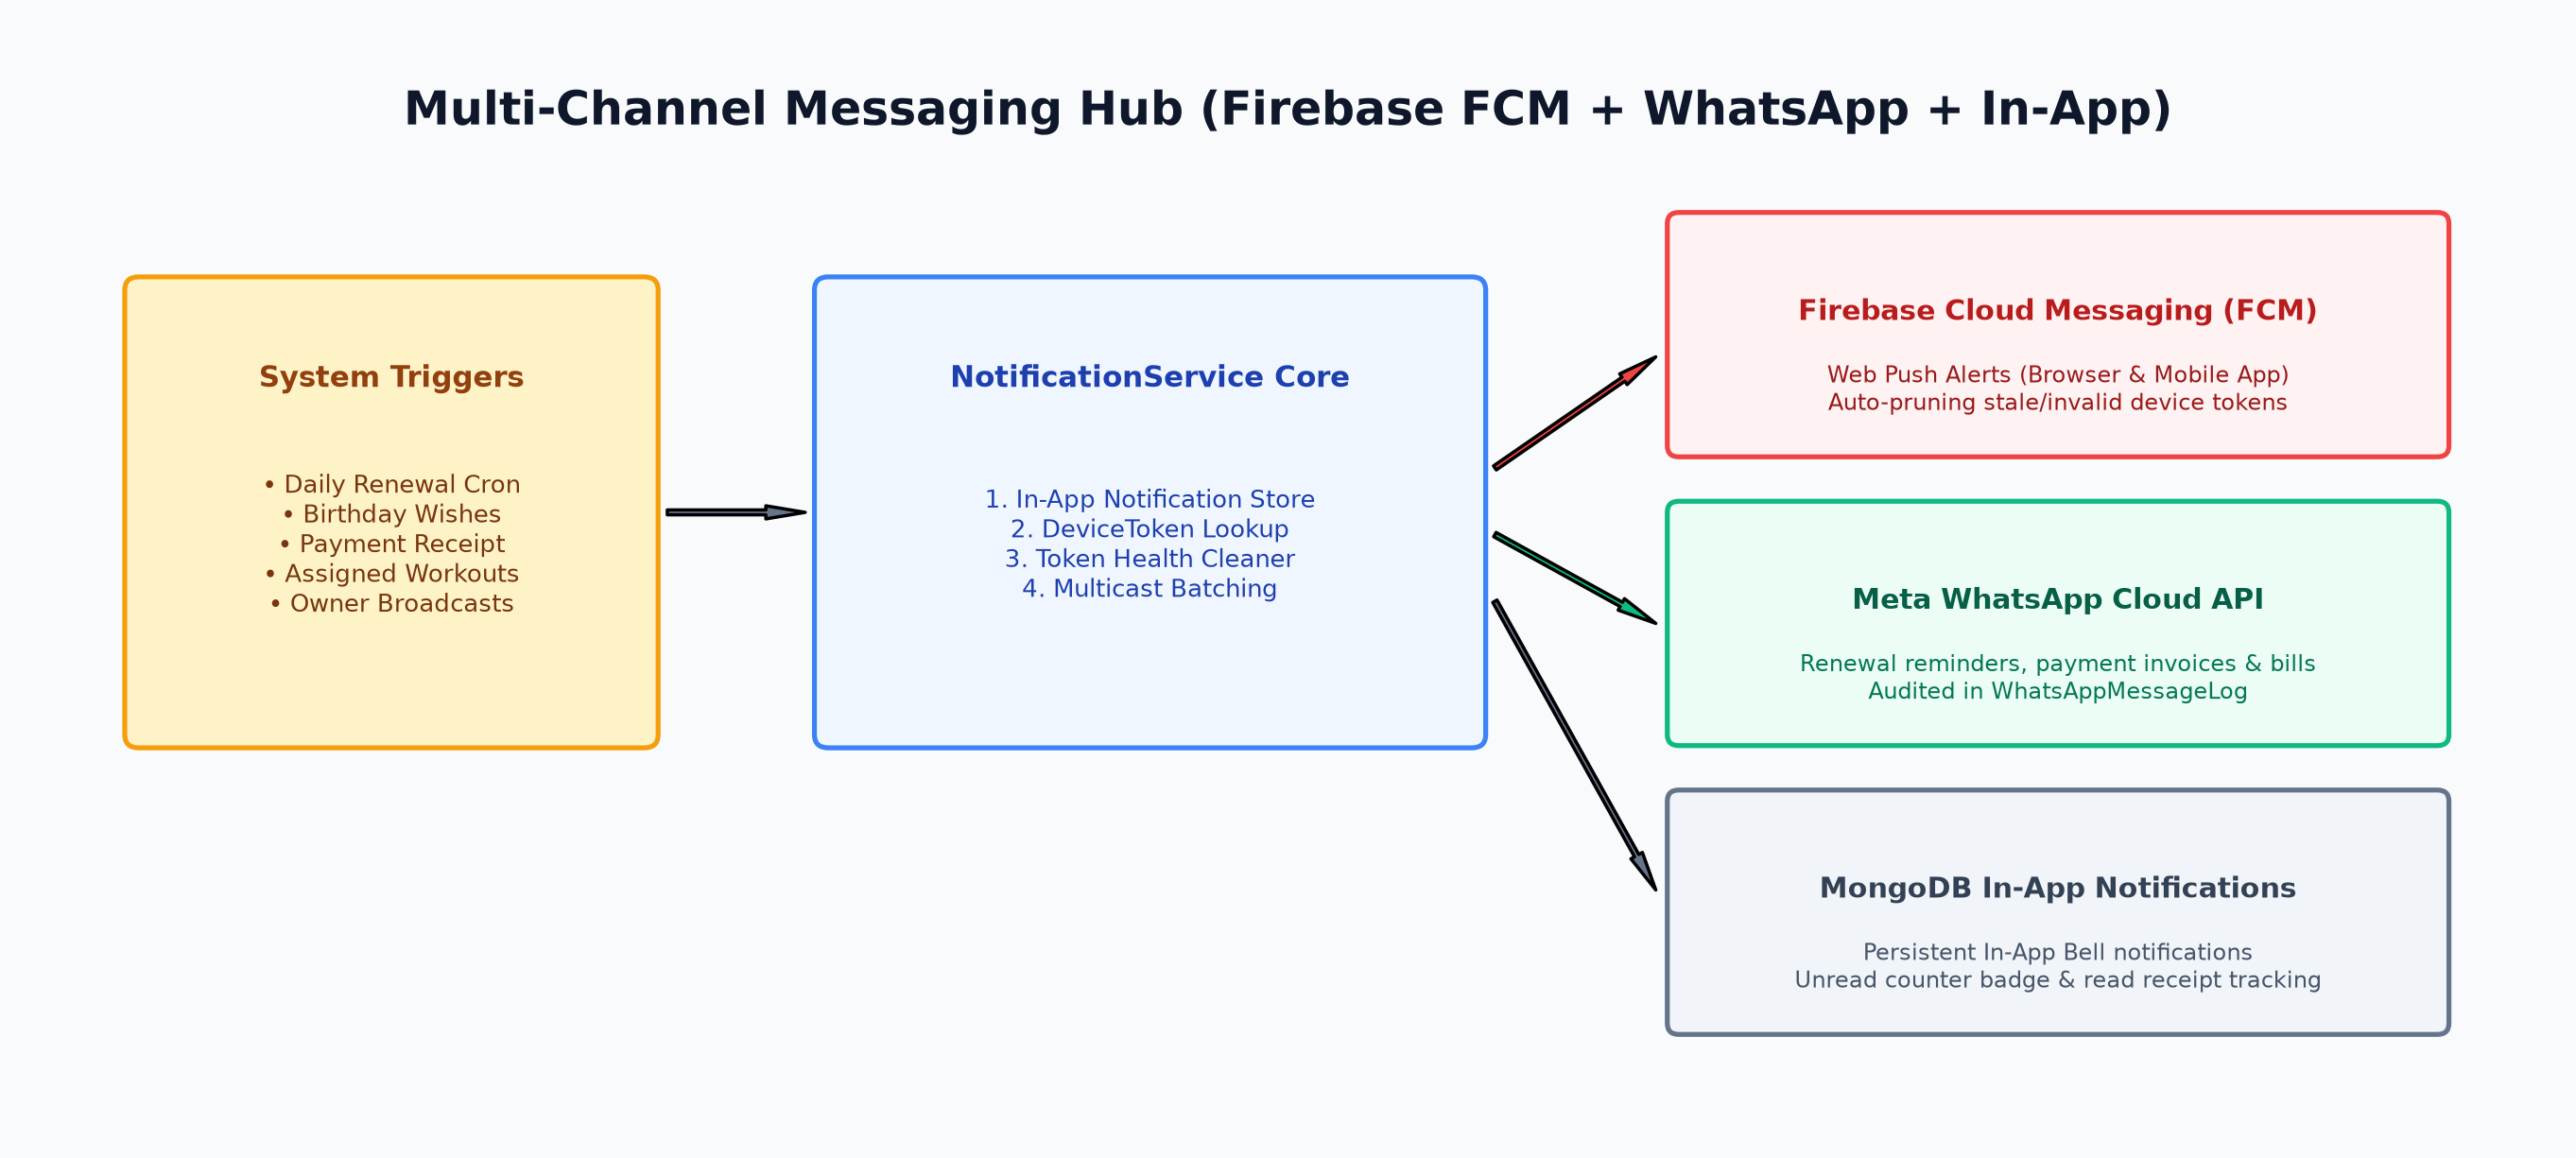 Multi-Channel Messaging Hub (Firebase FCM + WhatsApp + In-App)
System Triggers
• Daily Renewal Cron
• Birthday Wishes
• Payment Receipt
• Assigned Workouts
• Owner Broadcasts
NotificationService Core
1. In-App Notification Store
2. DeviceToken Lookup
3. Token Health Cleaner
4. Multicast Batching
Firebase Cloud Messaging (FCM)
Web Push Alerts (Browser & Mobile App)
Auto-pruning stale/invalid device tokens
Meta WhatsApp Cloud API
Renewal reminders, payment invoices & bills
Audited in WhatsAppMessageLog
MongoDB In-App Notifications
Persistent In-App Bell notifications
Unread counter badge & read receipt tracking